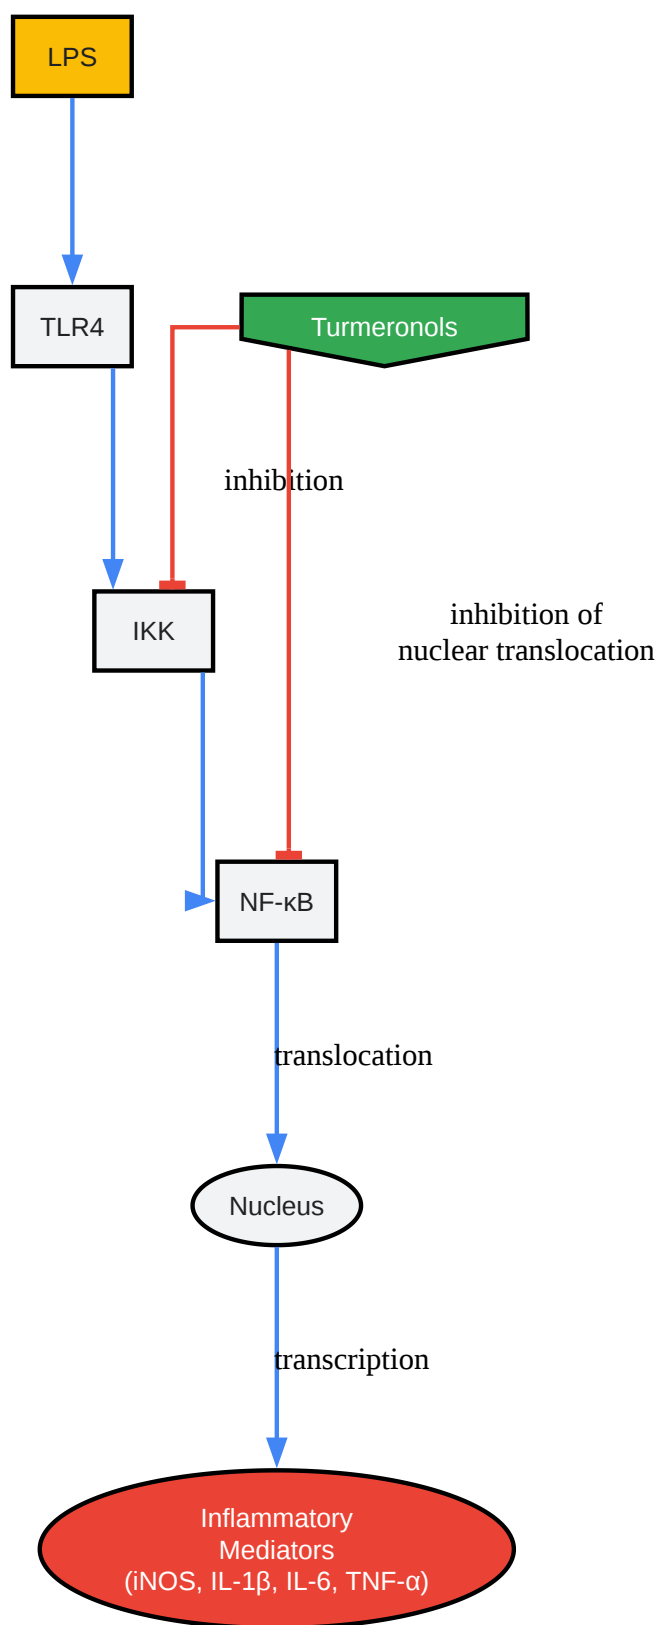 LPS
TLR4
Turmeronols
inhibition
IKK
inhibition of
nuclear translocation
NF-κB
translocation
Nucleus
transcription
Inflammatory
Mediators
(iNOS, IL-1β, IL-6, TNF-α)